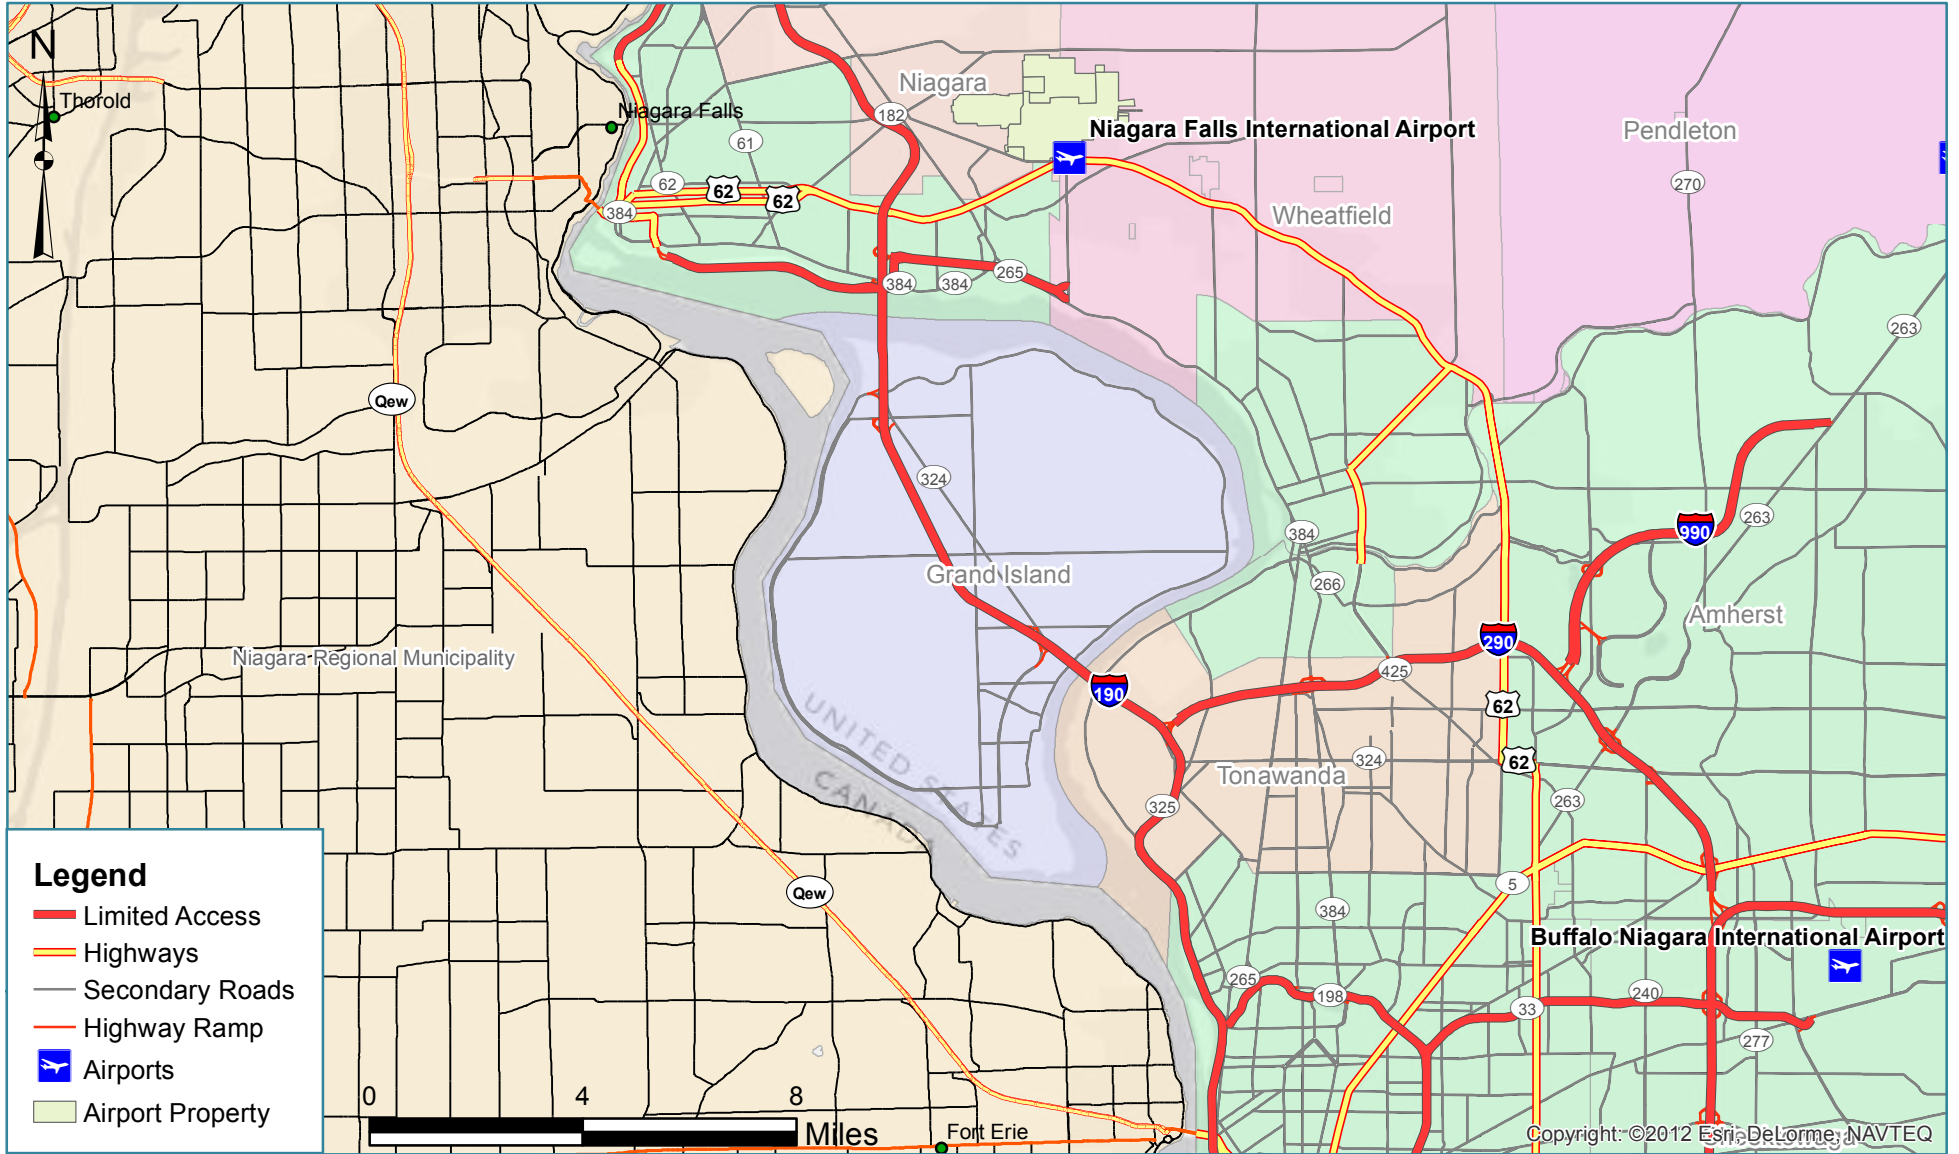 N
Thorold
Niagara Falls
Niagara
182
61
Niagara Falls International Airport
Pendleton
62
62
62
270
384
Wheatfield
384
384
265
263
Qew
324
384
990
263
Grand Island
266
Amherst
Niagara Regional Municipality
290
425
190
62
UNITED STATES
CANADA
Tonawanda
324
62
325
263
5
Qew
384
Buffalo Niagara International Airport
265
198
240
33
277
Legend
Limited Access
Highways
Secondary Roads
Highway Ramp
Airports
Airport Property
0 4 8
Miles
Fort Erie
Copyright: ©2012 Esri, DeLorme, NAVTEQ